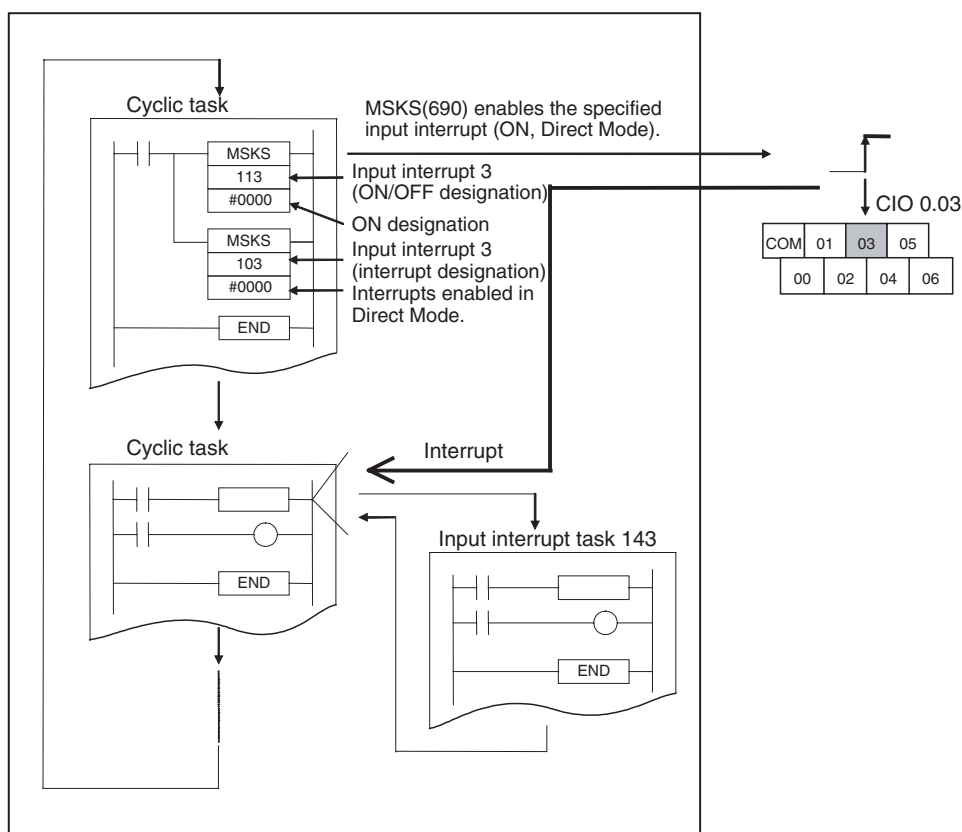 Cyclic task
MSKS
113
#0000
MSKS
103
#0000
END
MSKS(690) enables the specified
input interrupt (ON, Direct Mode).
Input interrupt 3
(ON/OFF designation)
ON designation
Input interrupt 3
(interrupt designation)
Interrupts enabled in
Direct Mode.
CIO 0.03
COM 01 03 05
00 02 04 06
Cyclic task
END
Interrupt
Input interrupt task 143
END